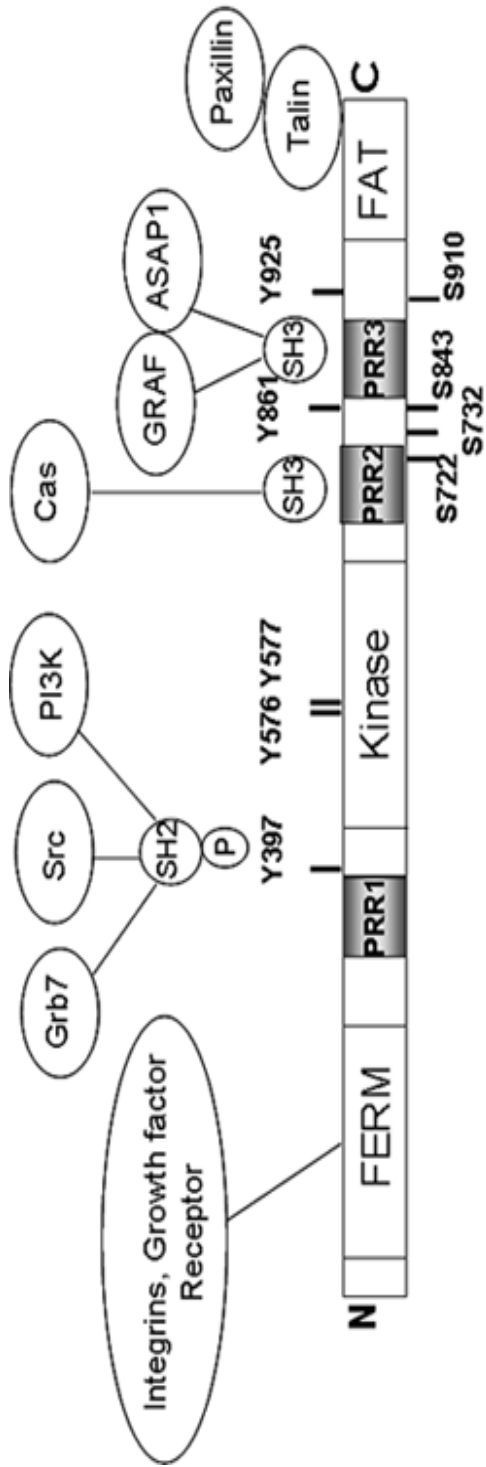 Integrins, Growth factor
Receptor
Grb7
Src
PI3K
Cas
GRAF
ASAP1
Paxillin
Talin
SH2
P
SH3
SH3
Y397
Y576 Y577
Y861
Y925
N
FERM
PRR1
Kinase
PRR2
PRR3
FAT
C
S722
S732
S843
S910